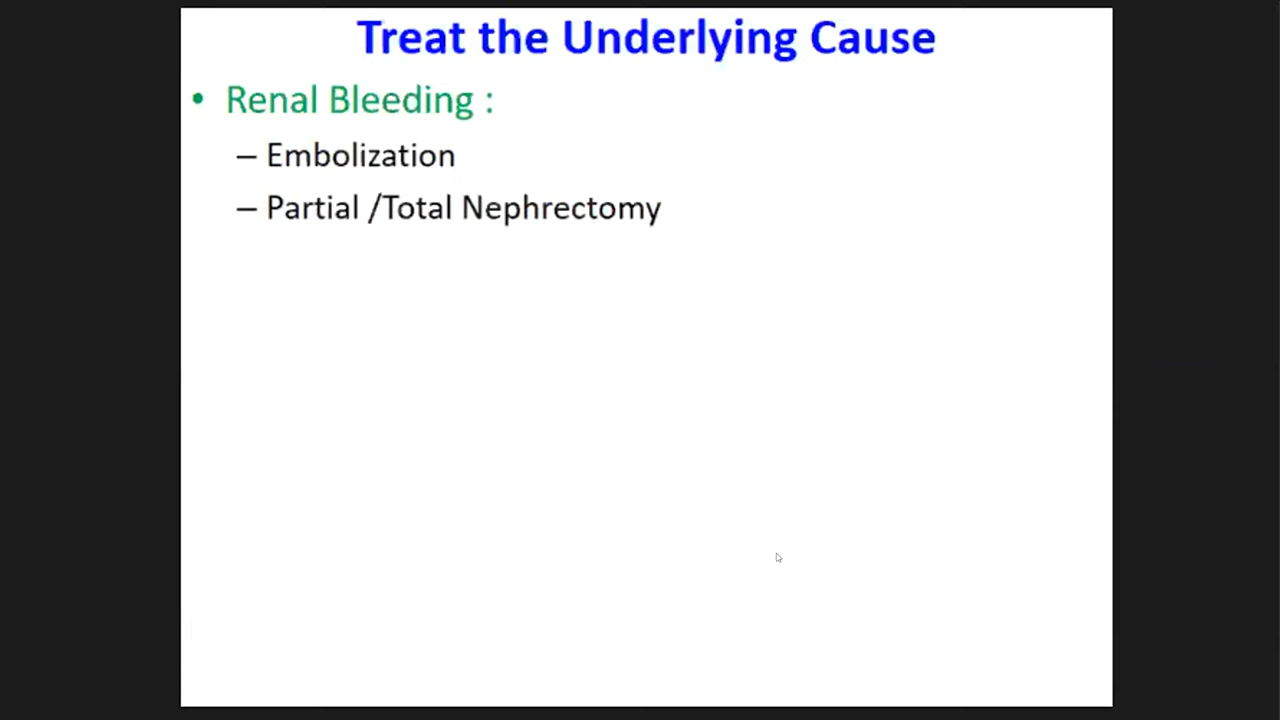 Treat the Underlying Cause
• Renal Bleeding :
– Embolization
– Partial /Total Nephrectomy